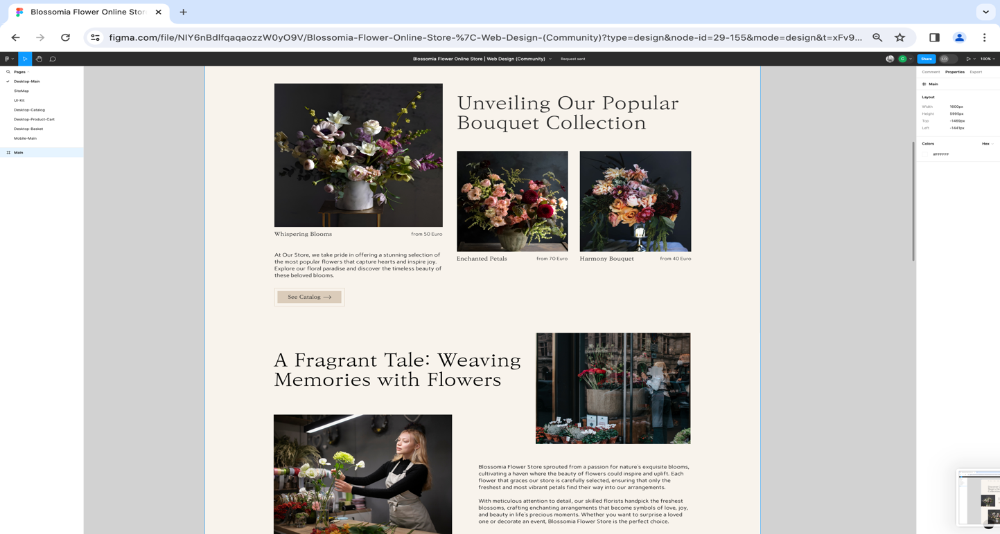 Blossomia Flower Online Stor
figma.com/file/NIY6nBdlfqaqaozzW0yO9V/Blossomia-Flower-Online-Store-%7C-Web-Design-(Community)?type=design&node-id=29-155&mode=design&t=xFv9...
Blossomia Flower Online Store | Web Design (Community)
Request sent
C
Share
100%
Pages
Desktop-Main
SiteMap
UI-Kit
Desktop-Catalog
Desktop-Product-Cart
Desktop-Basket
Mobile-Main
Main
Unveiling Our Popular
Bouquet Collection
Whispering Blooms
from 50 Euro
Enchanted Petals
from 70 Euro
Harmony Bouquet
from 40 Euro
At Our Store, we take pride in offering a stunning selection of
the most popular flowers that capture hearts and inspire joy.
Explore our floral paradise and discover the timeless beauty of
these beloved blooms.
See Catalog
A Fragrant Tale: Weaving
Memories with Flowers
Blossomia Flower Store sprouted from a passion for nature's exquisite blooms,
cultivating a haven where the beauty of flowers could inspire and uplift. Each
flower that graces our store is carefully selected, ensuring that only the
freshest and most vibrant petals find their way into our arrangements.
With meticulous attention to detail, our skilled florists handpick the freshest
blossoms, crafting enchanting arrangements that become symbols of love, joy,
and beauty in life's precious moments. Whether you want to surprise a loved
one or decorate an event, Blossomia Flower Store is the perfect choice.
Comment
Properties
Export
Main
Layout
Width
1600px
Height
5995px
Top
-1469px
Left
-1441px
Colors
Hex
#FFFFFF